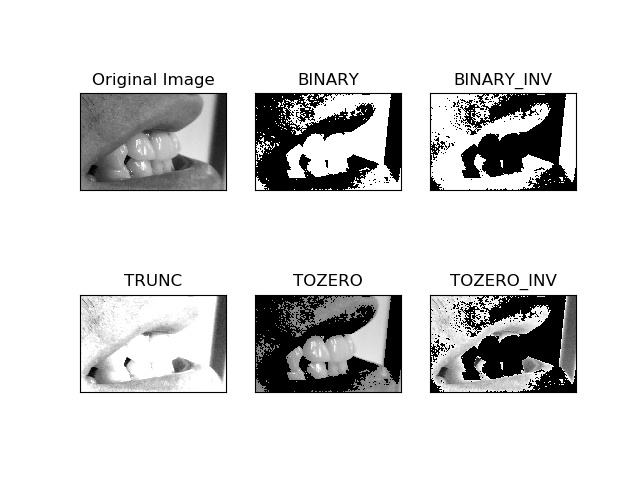 Original Image
BINARY
BINARY_INV
TRUNC
TOZERO
TOZERO_INV